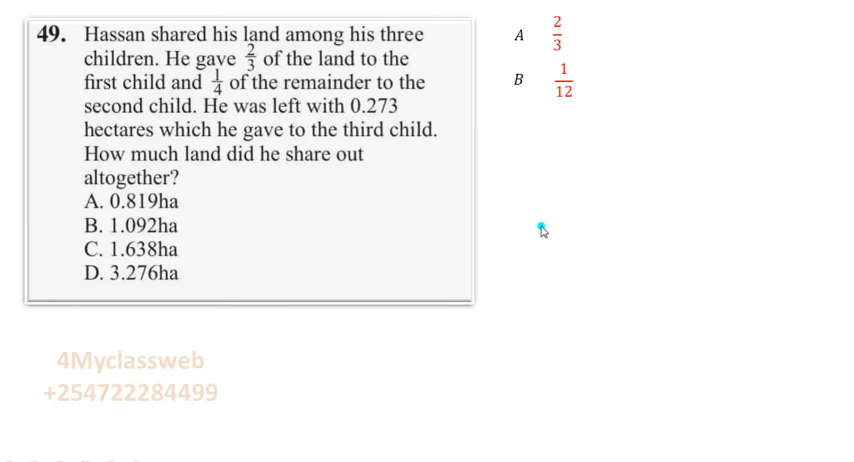 49. Hassan shared his land among his three
children. He gave 2/3 of the land to the
first child and 1/4 of the remainder to the
second child. He was left with 0.273
hectares which he gave to the third child.
How much land did he share out
altogether?
A. 0.819ha
B. 1.092ha
C. 1.638ha
D. 3.276ha
A 2/3
B 1/12
4Myclassweb
+254722284499